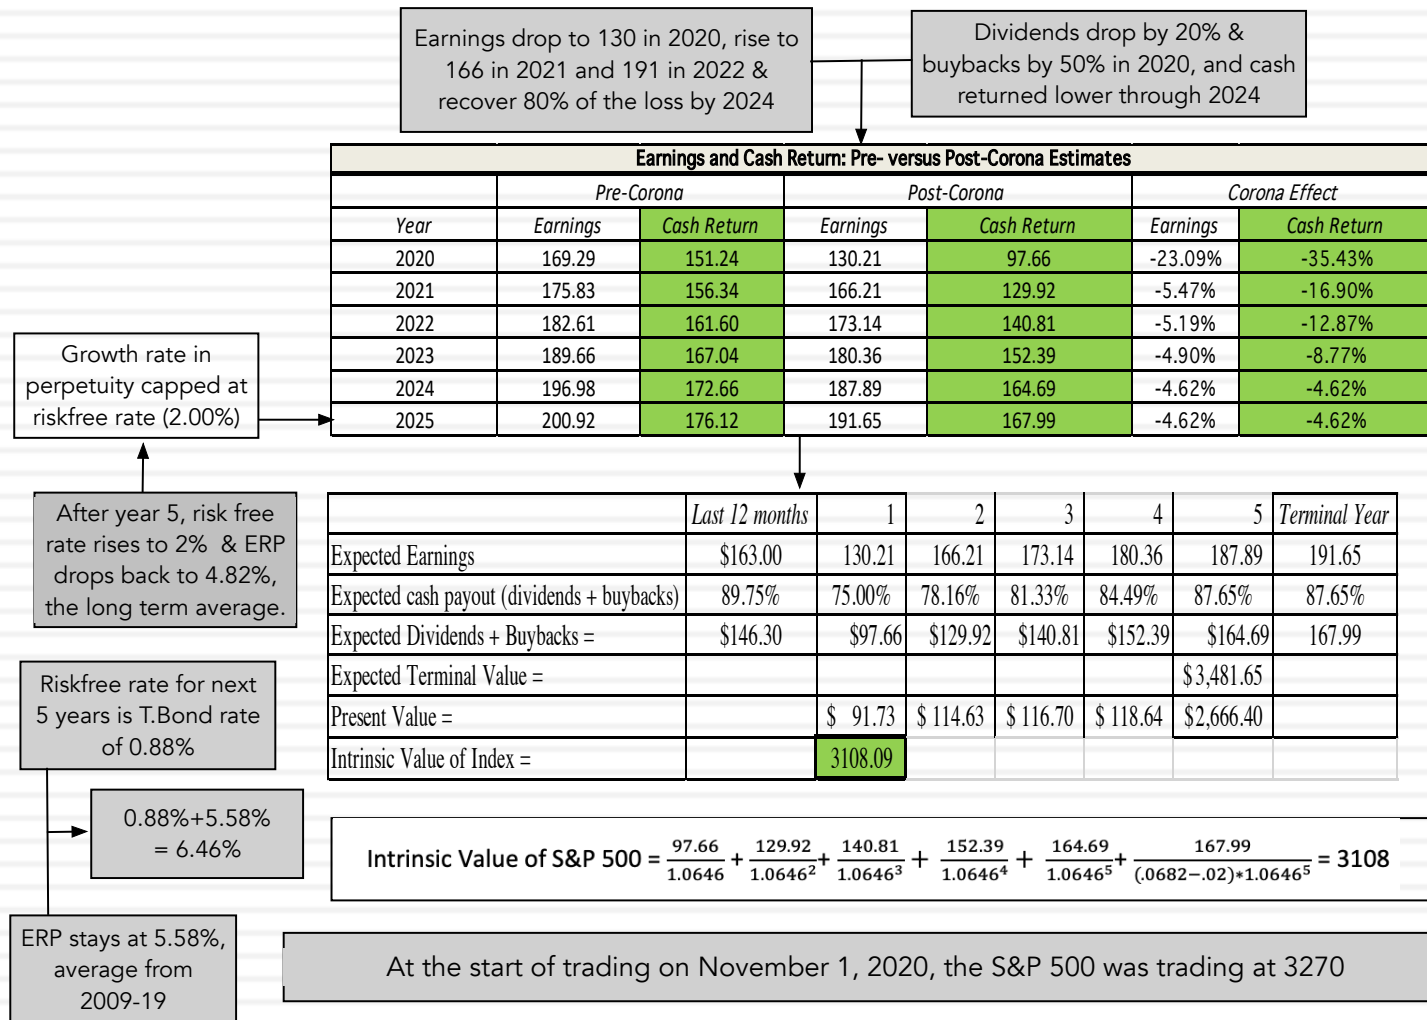 Earnings drop to 130 in 2020, rise to
166 in 2021 and 191 in 2022 &
recover 80% of the loss by 2024
Dividends drop by 20% &
buybacks by 50% in 2020, and cash
returned lower through 2024
Earnings and Cash Return: Pre- versus Post-Corona Estimates
Pre-Corona Post-Corona Corona Effect
Year Earnings Cash Return Earnings Cash Return Earnings Cash Return
2020 169.29 151.24 130.21 97.66 -23.09% -35.43%
2021 175.83 156.34 166.21 129.92 -5.47% -16.90%
2022 182.61 161.60 173.14 140.81 -5.19% -12.87%
2023 189.66 167.04 180.36 152.39 -4.90% -8.77%
2024 196.98 172.66 187.89 164.69 -4.62% -4.62%
2025 200.92 176.12 191.65 167.99 -4.62% -4.62%
Growth rate in
perpetuity capped at
riskfree rate (2.00%)
After year 5, risk free
rate rises to 2% & ERP
drops back to 4.82%,
the long term average.
Last 12 months 1 2 3 4 5 Terminal Year
Expected Earnings $163.00 130.21 166.21 173.14 180.36 187.89 191.65
Expected cash payout (dividends + buybacks) 89.75% 75.00% 78.16% 81.33% 84.49% 87.65% 87.65%
Expected Dividends + Buybacks = $146.30 $97.66 $129.92 $140.81 $152.39 $164.69 167.99
Expected Terminal Value = $3,481.65
Present Value = $ 91.73 $ 114.63 $ 116.70 $ 118.64 $2,666.40
Intrinsic Value of Index = 3108.09
Riskfree rate for next
5 years is T.Bond rate
of 0.88%
0.88%+5.58%
= 6.46%
ERP stays at 5.58%,
average from
2009-19
Intrinsic Value of S&P 500 = 97.66/1.0646 + 129.92/1.0646² + 140.81/1.0646³ + 152.39/1.0646⁴ + 164.69/1.0646⁵ + 167.99/(.0682−.02)*1.0646⁵ = 3108
At the start of trading on November 1, 2020, the S&P 500 was trading at 3270